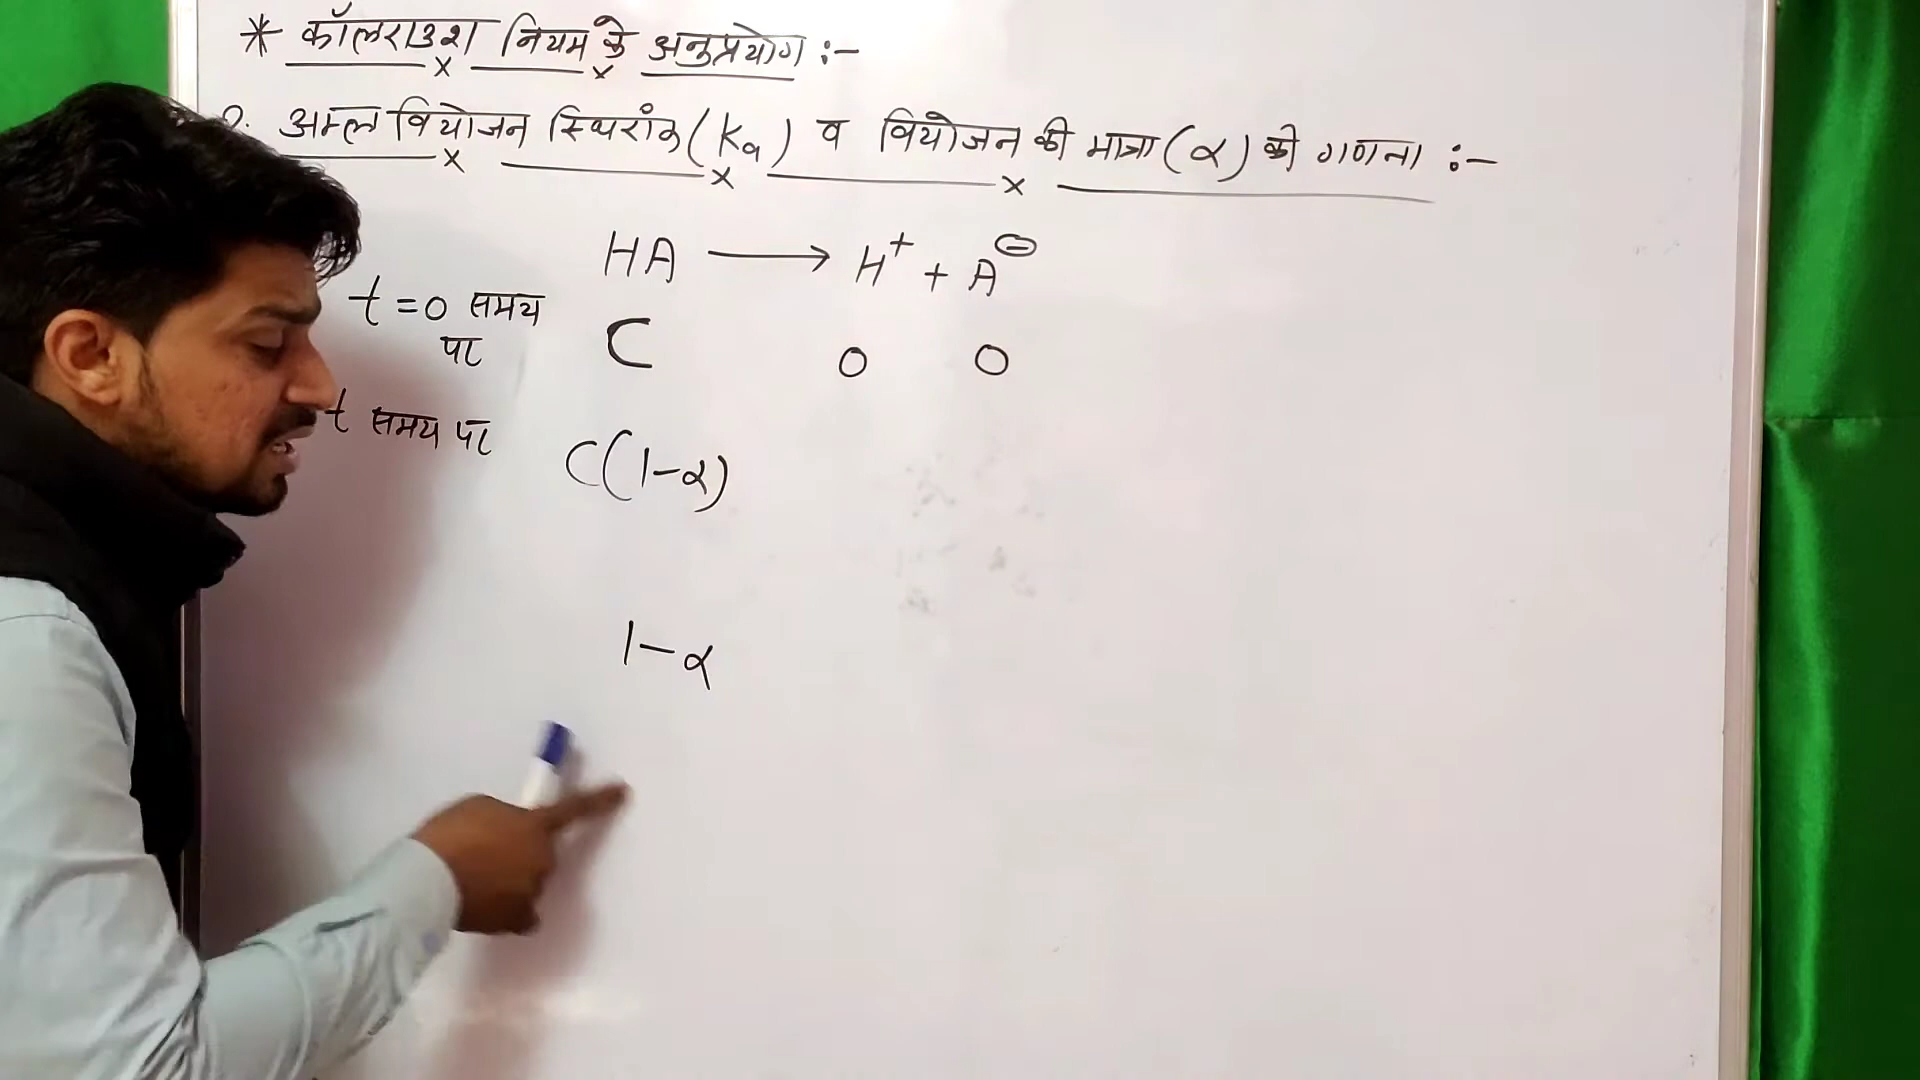 * कॉलराउश नियम के अनुप्रयोग :-
अम्ल वियोजन स्थिरांक (Ka) व वियोजन की मात्रा (α) की गणना :-
HA ⟶ H⁺ + A⊖
t = 0 समय पर C 0 0
t समय पर C(1-α)
1-α